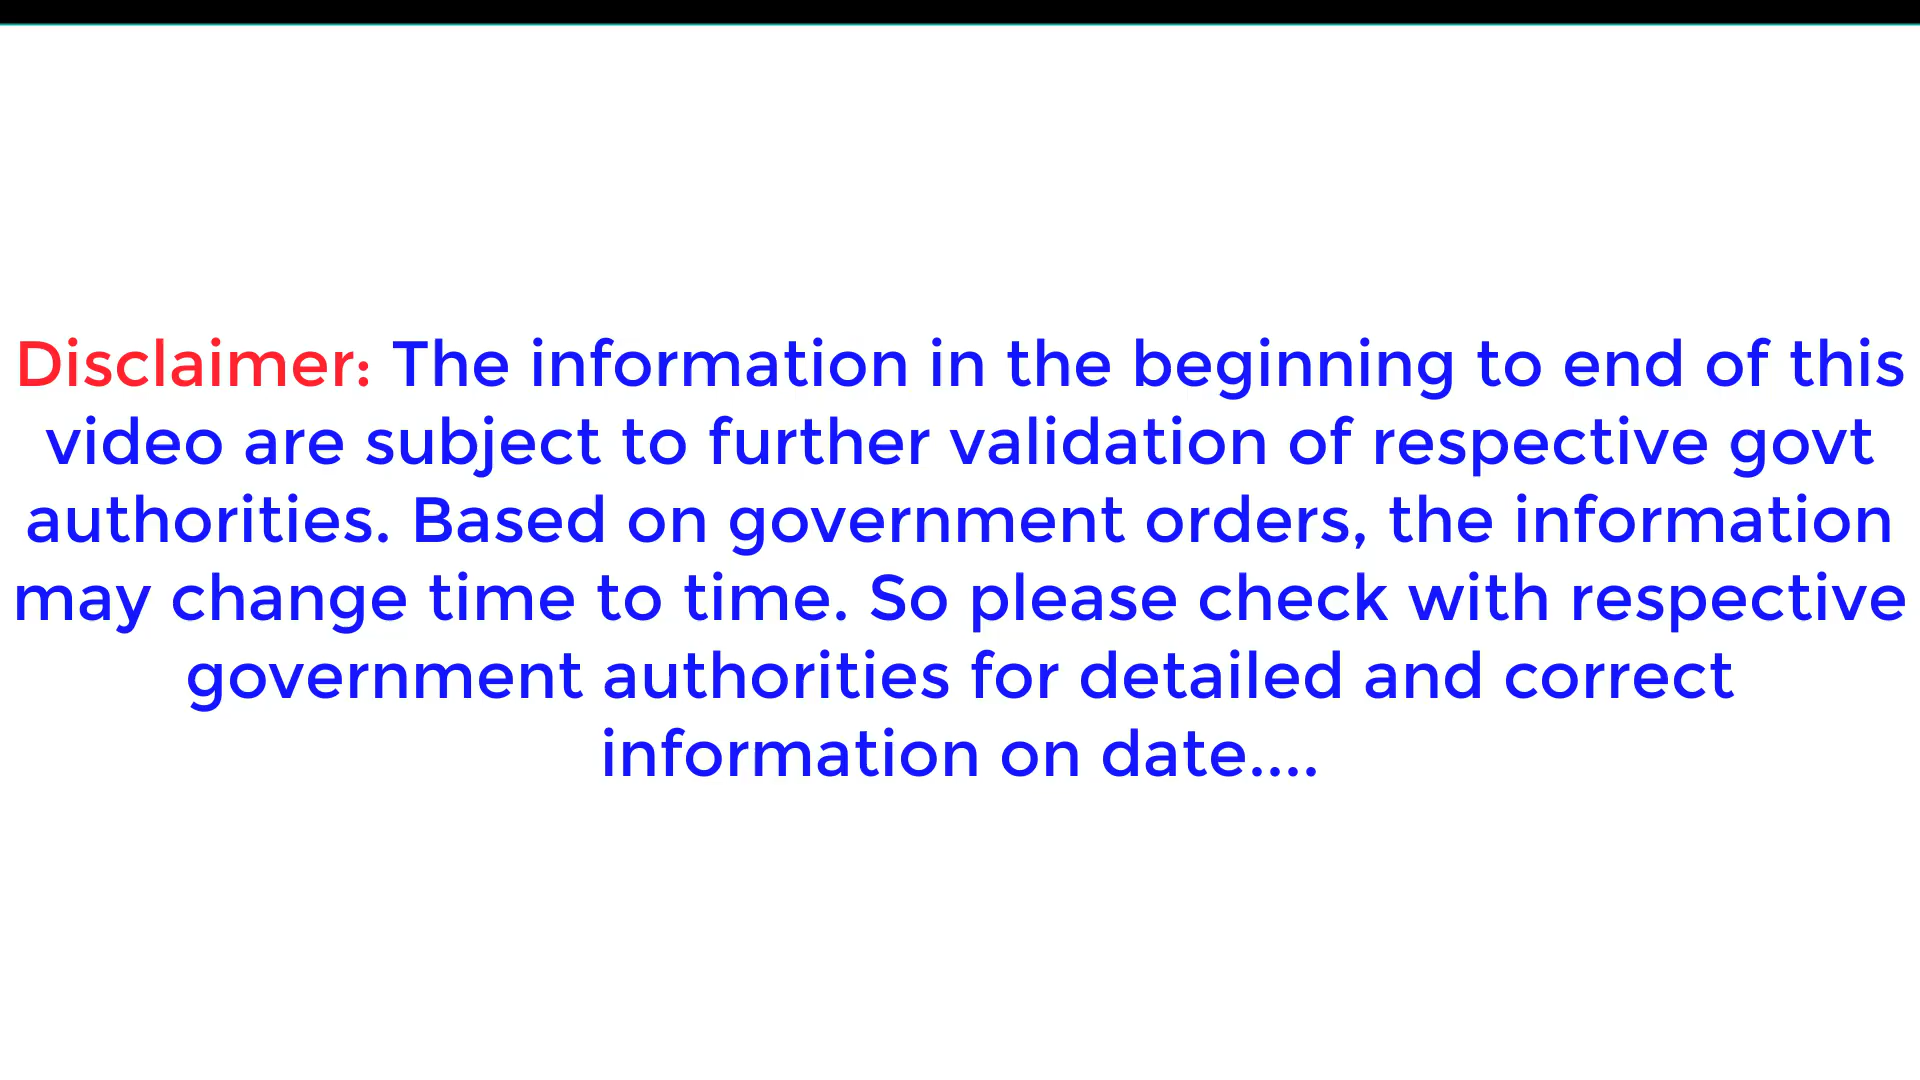 Disclaimer: The information in the beginning to end of this
video are subject to further validation of respective govt
authorities. Based on government orders, the information
may change time to time. So please check with respective
government authorities for detailed and correct
information on date....